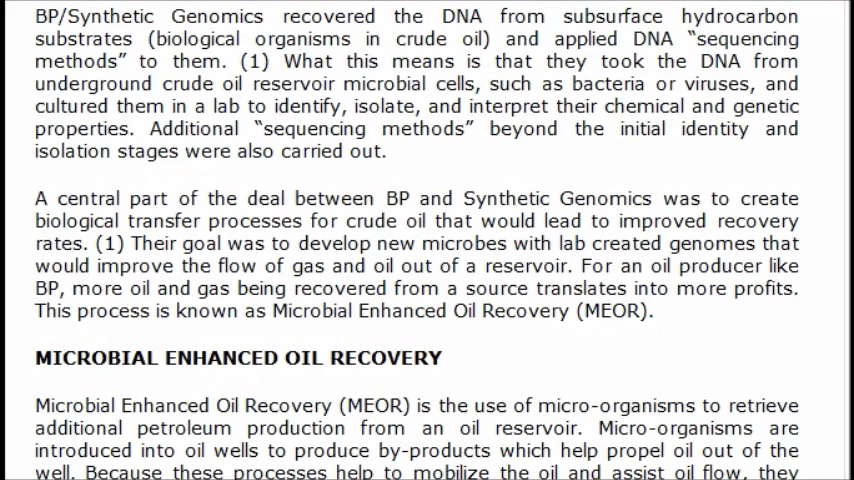 BP/Synthetic Genomics recovered the DNA from subsurface hydrocarbon
substrates (biological organisms in crude oil) and applied DNA “sequencing
methods” to them. (1) What this means is that they took the DNA from
underground crude oil reservoir microbial cells, such as bacteria or viruses, and
cultured them in a lab to identify, isolate, and interpret their chemical and genetic
properties. Additional “sequencing methods” beyond the initial identity and
isolation stages were also carried out.
A central part of the deal between BP and Synthetic Genomics was to create
biological transfer processes for crude oil that would lead to improved recovery
rates. (1) Their goal was to develop new microbes with lab created genomes that
would improve the flow of gas and oil out of a reservoir. For an oil producer like
BP, more oil and gas being recovered from a source translates into more profits.
This process is known as Microbial Enhanced Oil Recovery (MEOR).
MICROBIAL ENHANCED OIL RECOVERY
Microbial Enhanced Oil Recovery (MEOR) is the use of micro-organisms to retrieve
additional petroleum production from an oil reservoir. Micro-organisms are
introduced into oil wells to produce by-products which help propel oil out of the
well. Because these processes help to mobilize the oil and assist oil flow, they